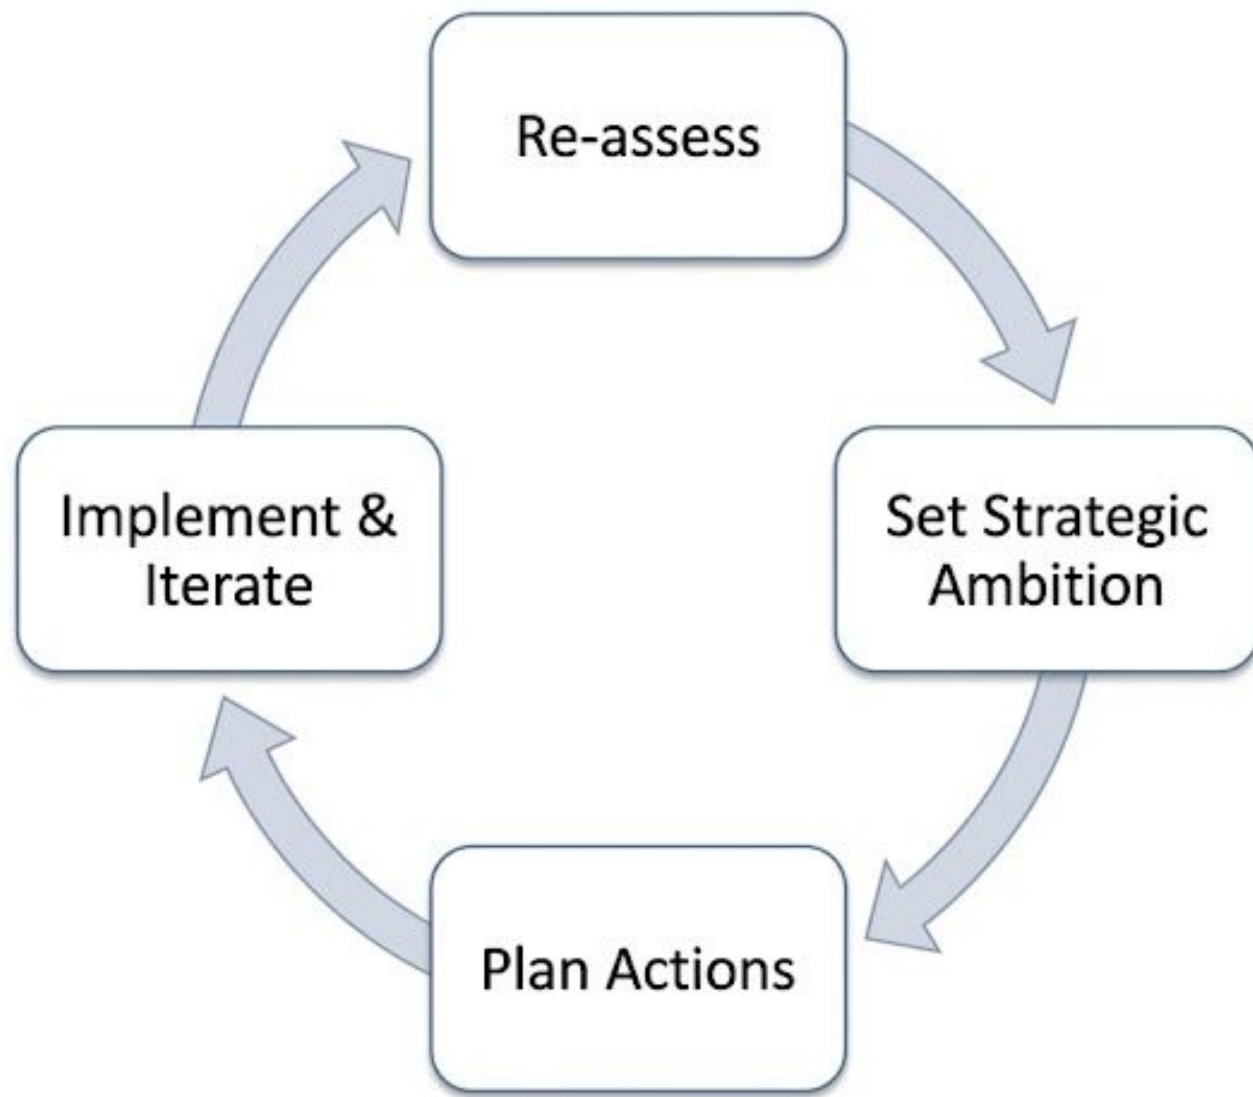 Re-assess
Set Strategic
Ambition
Plan Actions
Implement &
Iterate